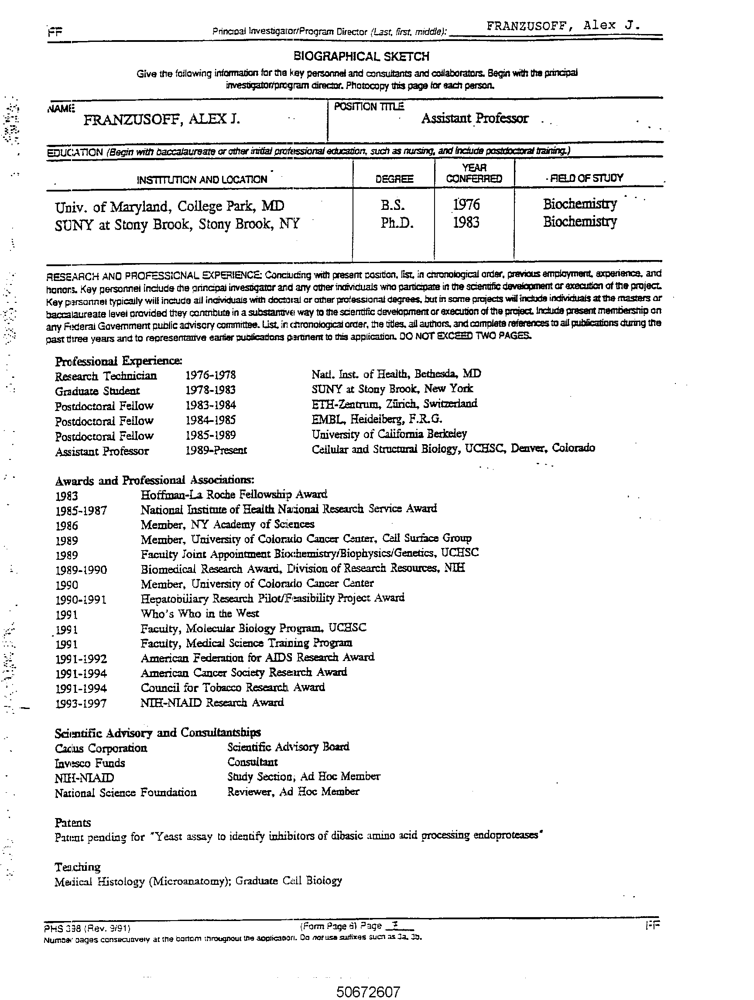 FF Principal Investigator/Program Director (Last, first, middle): FRANZUSOFF, Alex J.
BIOGRAPHICAL SKETCH
Give the following information for the key personnel and consultants and collaborators. Begin with the principal
investigator/program director. Photocopy this page for each person.
NAME POSITION TITLE
FRANZUSOFF, ALEX J. Assistant Professor
EDUCATION (Begin with baccalaureate or other initial professional education, such as nursing, and include postdoctoral training.)
INSTITUTION AND LOCATION DEGREE YEAR CONFERRED FIELD OF STUDY
Univ. of Maryland, College Park, MD B.S. 1976 Biochemistry
SUNY at Stony Brook, Stony Brook, NY Ph.D. 1983 Biochemistry
RESEARCH AND PROFESSIONAL EXPERIENCE: Concluding with present position, list, in chronological order, previous employment, experience, and
honors. Key personnel include the principal investigator and any other individuals who participate in the scientific development or execution of the project.
Key personnel typically will include all individuals with doctoral or other professional degrees, but in some projects will include individuals at the masters or
baccalaureate level provided they contribute in a substantive way to the scientific development or execution of the project. Include present membership on
any Federal Government public advisory committee. List, in chronological order, the titles, all authors, and complete references to all publications during the
past three years and to representative earlier publications pertinent to this application. DO NOT EXCEED TWO PAGES.
Professional Experience:
Research Technician 1976-1978 Natl. Inst. of Health, Bethesda, MD
Graduate Student 1978-1983 SUNY at Stony Brook, New York
Postdoctoral Fellow 1983-1984 ETH-Zentrum, Zürich, Switzerland
Postdoctoral Fellow 1984-1985 EMBL, Heidelberg, F.R.G.
Postdoctoral Fellow 1985-1989 University of California Berkeley
Assistant Professor 1989-Present Cellular and Structural Biology, UCHSC, Denver, Colorado
Awards and Professional Associations:
1983 Hoffman-La Roche Fellowship Award
1985-1987 National Institute of Health National Research Service Award
1986 Member, NY Academy of Sciences
1989 Member, University of Colorado Cancer Center, Cell Surface Group
1989 Faculty Joint Appointment Biochemistry/Biophysics/Genetics, UCHSC
1989-1990 Biomedical Research Award, Division of Research Resources, NIH
1990 Member, University of Colorado Cancer Center
1990-1991 Hepatobiliary Research Pilot/Feasibility Project Award
1991 Who's Who in the West
1991 Faculty, Molecular Biology Program, UCHSC
1991 Faculty, Medical Science Training Program
1991-1992 American Federation for AIDS Research Award
1991-1994 American Cancer Society Research Award
1991-1994 Council for Tobacco Research Award
1993-1997 NIH-NIAID Research Award
Scientific Advisory and Consultantships
Cactus Corporation Scientific Advisory Board
Invesco Funds Consultant
NIH-NIAID Study Section, Ad Hoc Member
National Science Foundation Reviewer, Ad Hoc Member
Patents
Patent pending for "Yeast assay to identify inhibitors of dibasic amino acid processing endoproteases"
Teaching
Medical Histology (Microanatomy); Graduate Cell Biology
PHS 398 (Rev. 9/91) (Form Page 6) Page 7 FF
Number pages consecutively at the bottom throughout the application. Do not use suffixes such as 3a, 3b.
50672607